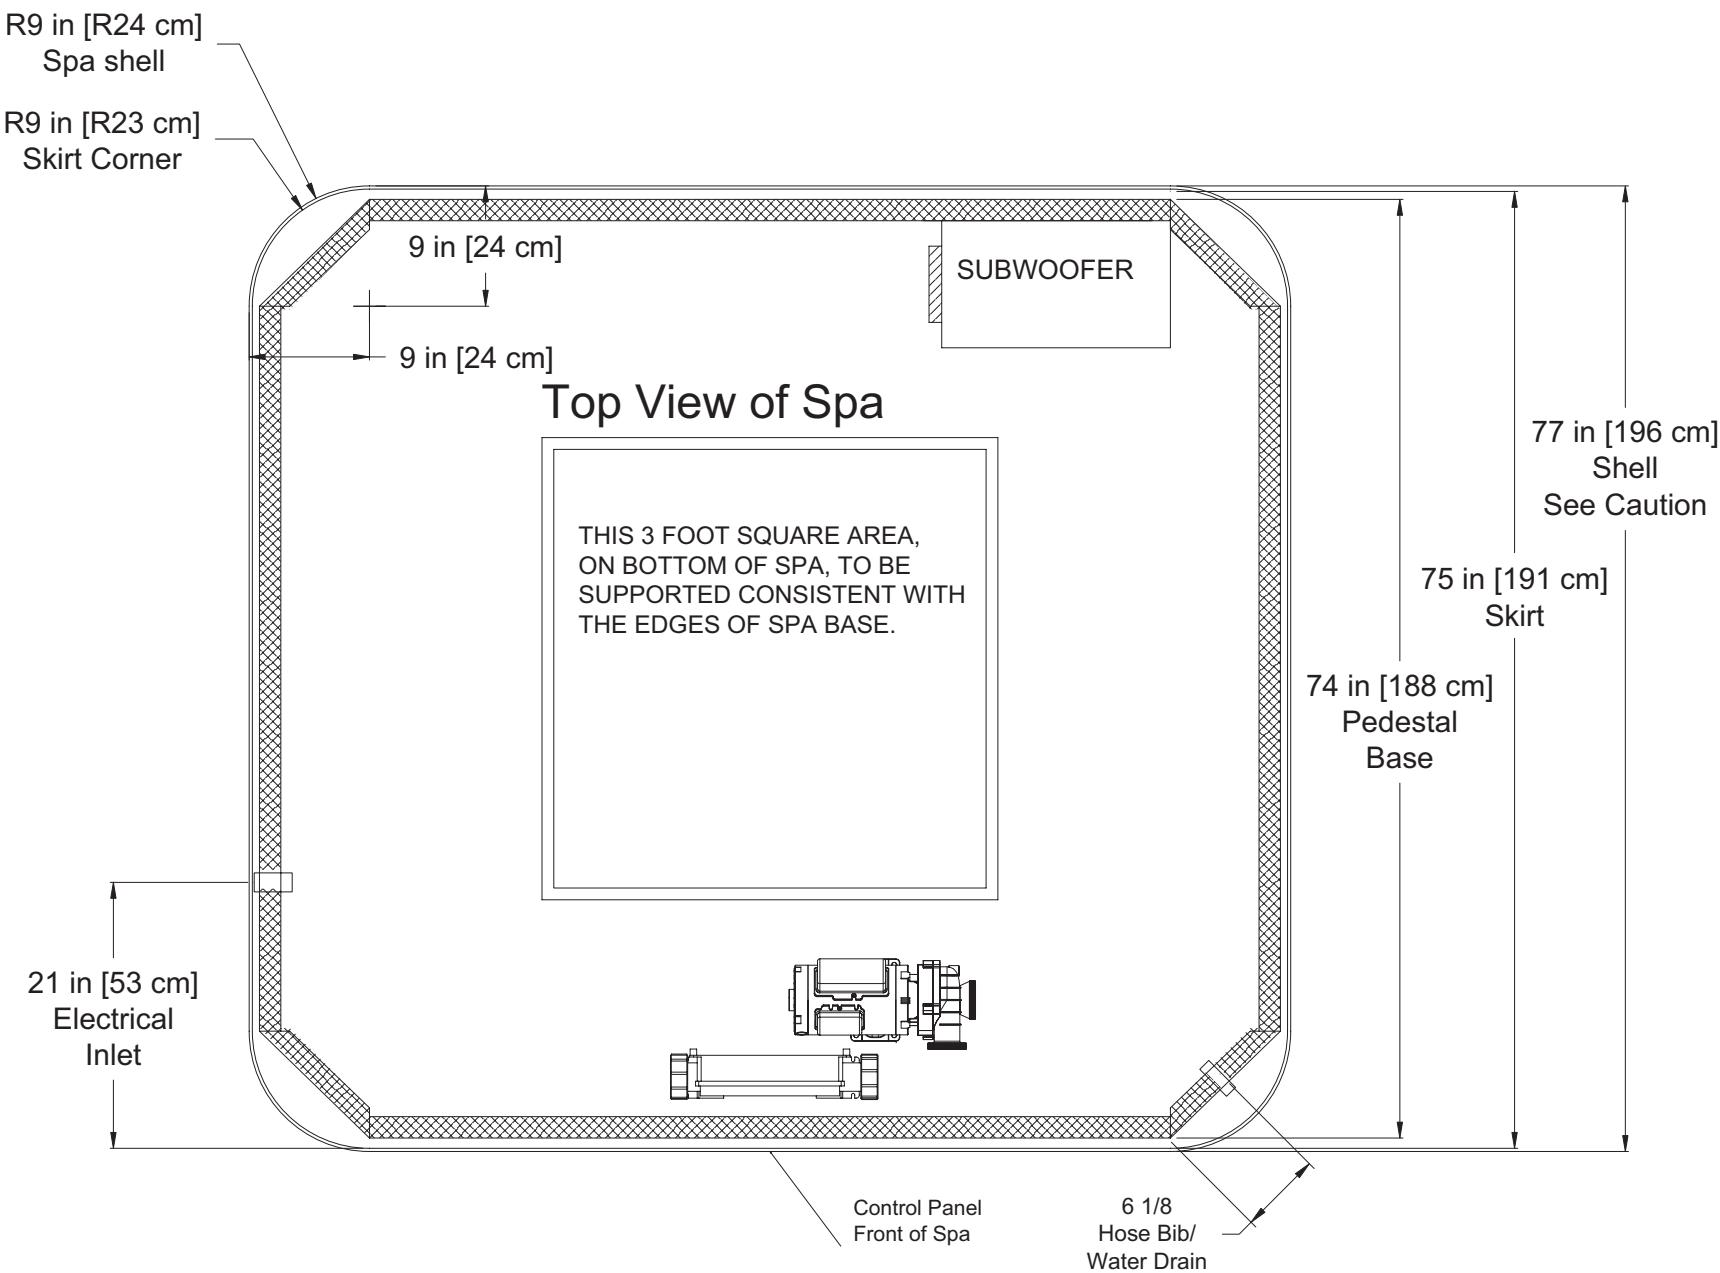 R9 in [R24 cm]
Spa shell
R9 in [R23 cm]
Skirt Corner
9 in [24 cm]
SUBWOOFER
9 in [24 cm]
Top View of Spa
THIS 3 FOOT SQUARE AREA,
ON BOTTOM OF SPA, TO BE
SUPPORTED CONSISTENT WITH
THE EDGES OF SPA BASE.
77 in [196 cm]
Shell
See Caution
75 in [191 cm]
Skirt
74 in [188 cm]
Pedestal
Base
21 in [53 cm]
Electrical
Inlet
Control Panel
Front of Spa
6 1/8
Hose Bib/
Water Drain